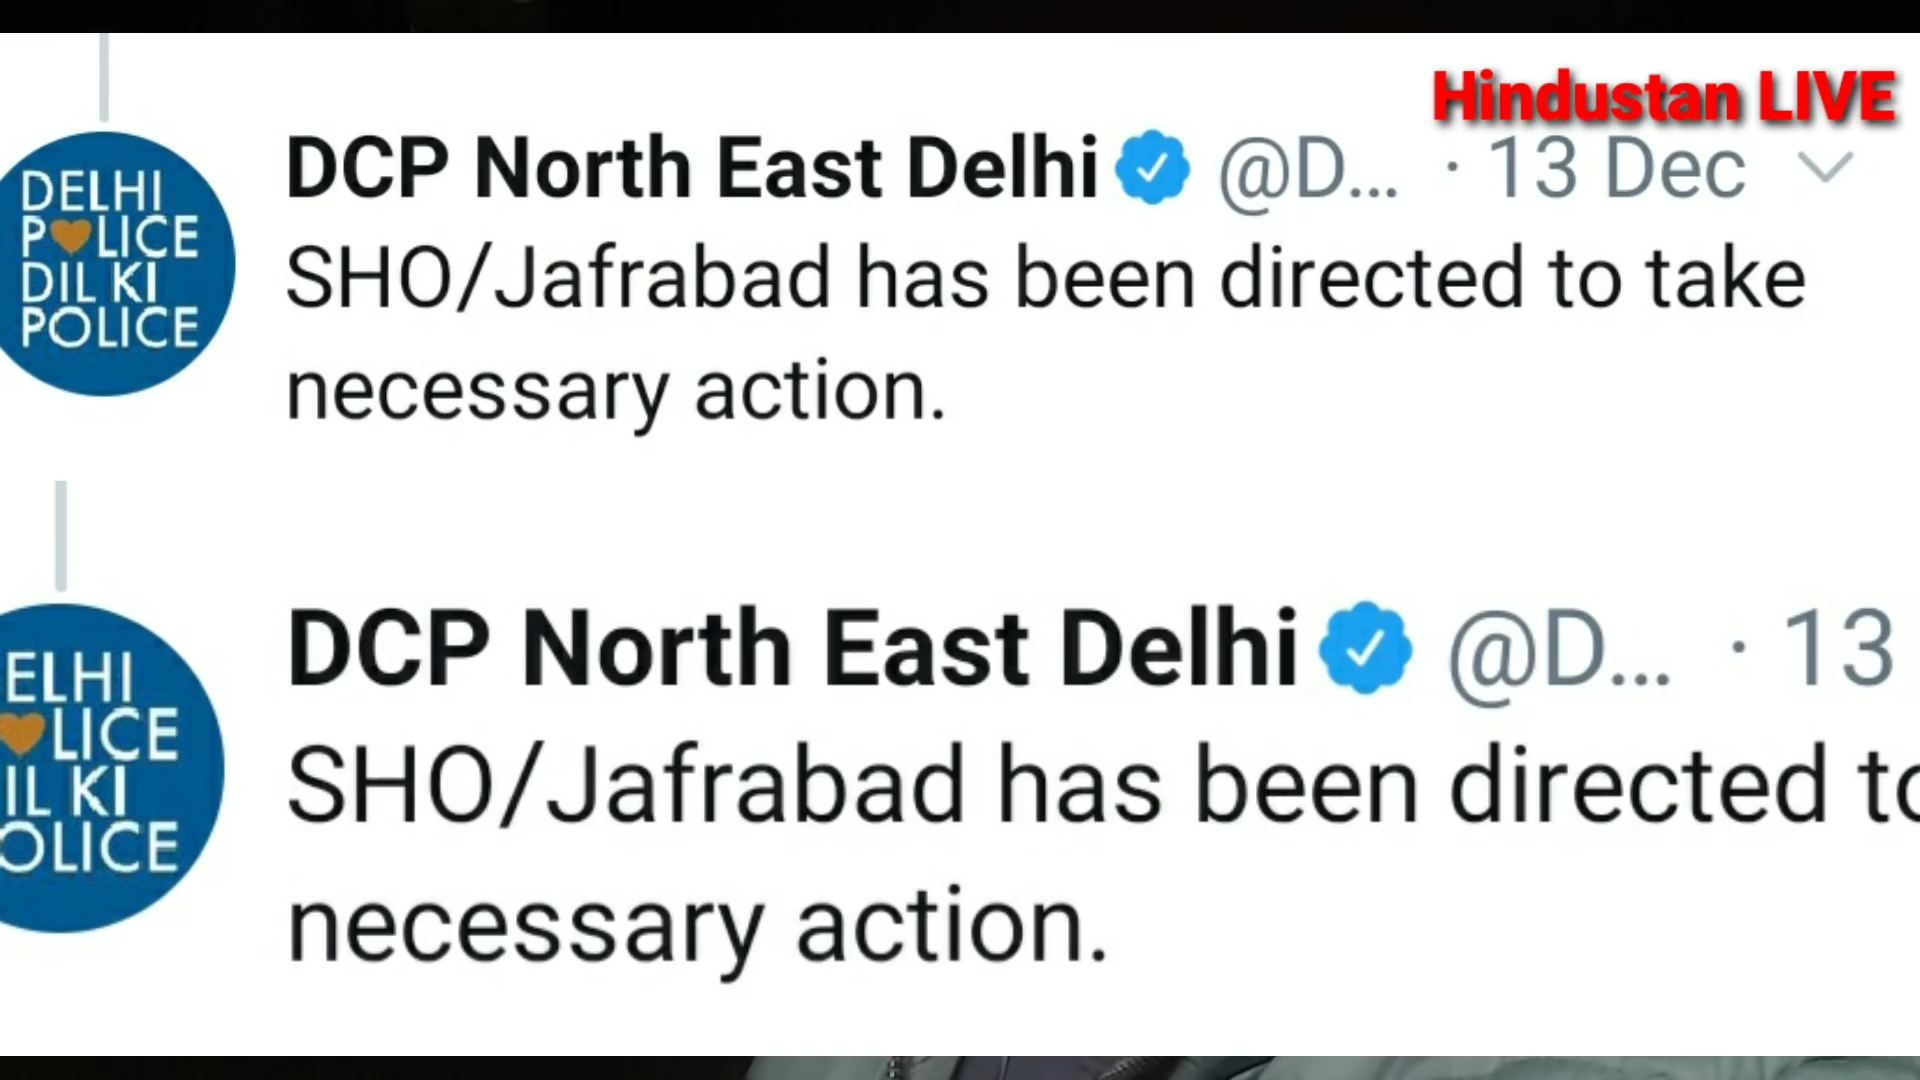 Hindustan LIVE
DELHI
P LICE
DIL KI
POLICE
DCP North East Delhi @D... · 13 Dec
SHO/Jafrabad has been directed to take
necessary action.
ELHI
LICE
IL KI
OLICE
DCP North East Delhi @D... · 13
SHO/Jafrabad has been directed to
necessary action.